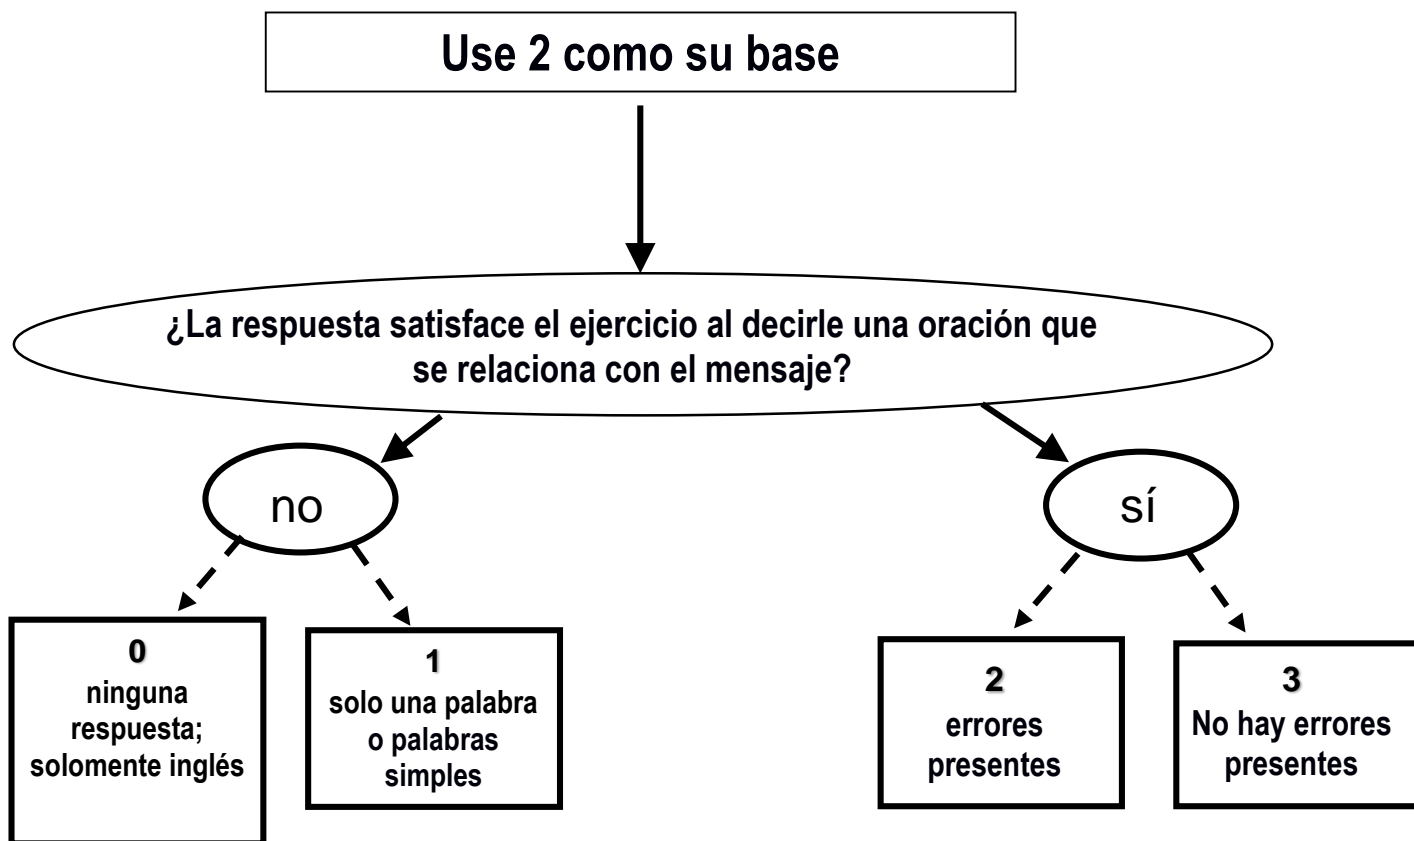 Use 2 como su base
¿La respuesta satisface el ejercicio al decirle una oración que
se relaciona con el mensaje?
no
sí
0
ninguna
respuesta;
solomente inglés
1
solo una palabra
o palabras
simples
2
errores
presentes
3
No hay errores
presentes